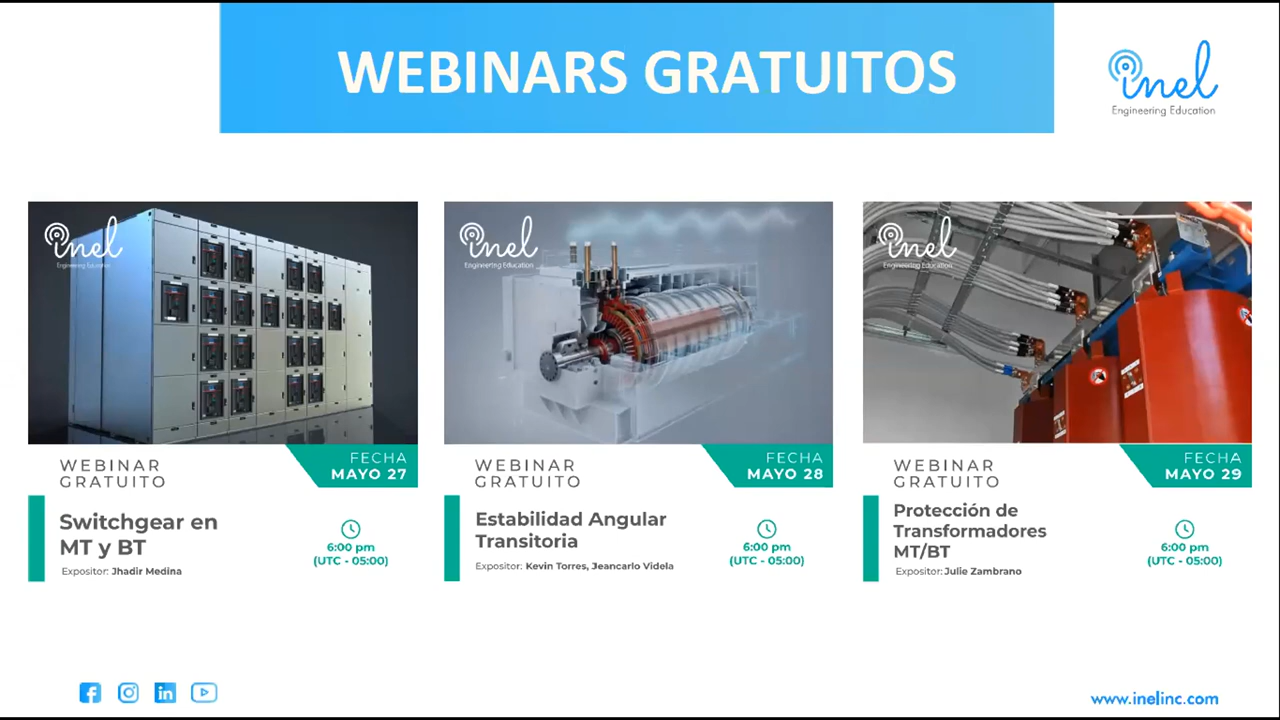 WEBINARS GRATUITOS
inel
Engineering Education
inel
Engineering Education
WEBINAR
GRATUITO
FECHA
MAYO 27
Switchgear en
MT y BT
Expositor: Jhadir Medina
6:00 pm
(UTC - 05:00)
inel
Engineering Education
WEBINAR
GRATUITO
FECHA
MAYO 28
Estabilidad Angular
Transitoria
Expositor: Kevin Torres, Jeancarlo Videla
6:00 pm
(UTC - 05:00)
inel
Engineering Education
WEBINAR
GRATUITO
FECHA
MAYO 29
Protección de
Transformadores
MT/BT
Expositor: Julie Zambrano
6:00 pm
(UTC - 05:00)
www.inelinc.com